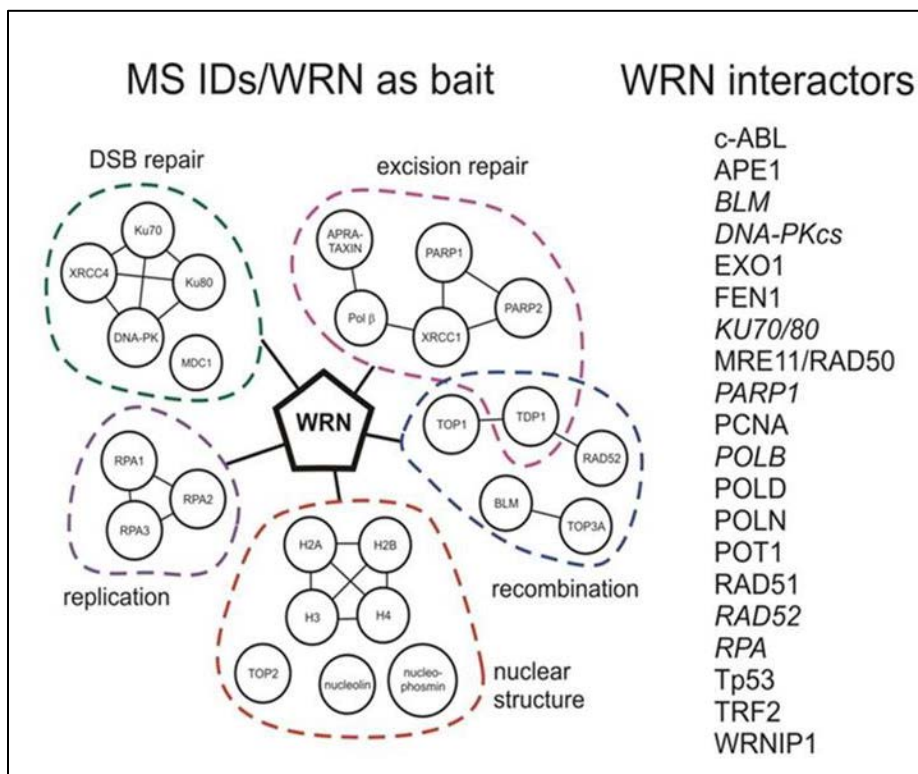 MS IDs/WRN as bait
WRN interactors
DSB repair
Ku70
XRCC4
Ku80
DNA-PK
MDC1
excision repair
APRA-
TAXIN
PARP1
Pol β
XRCC1
PARP2
WRN
TOP1
TDP1
RAD52
BLM
TOP3A
recombination
RPA1
RPA2
RPA3
replication
H2A
H2B
H3
H4
TOP2
nucleolin
nucleo-
phosmin
nuclear
structure
c-ABL
APE1
BLM
DNA-PKcs
EXO1
FEN1
KU70/80
MRE11/RAD50
PARP1
PCNA
POLB
POLD
POLN
POT1
RAD51
RAD52
RPA
Tp53
TRF2
WRNIP1